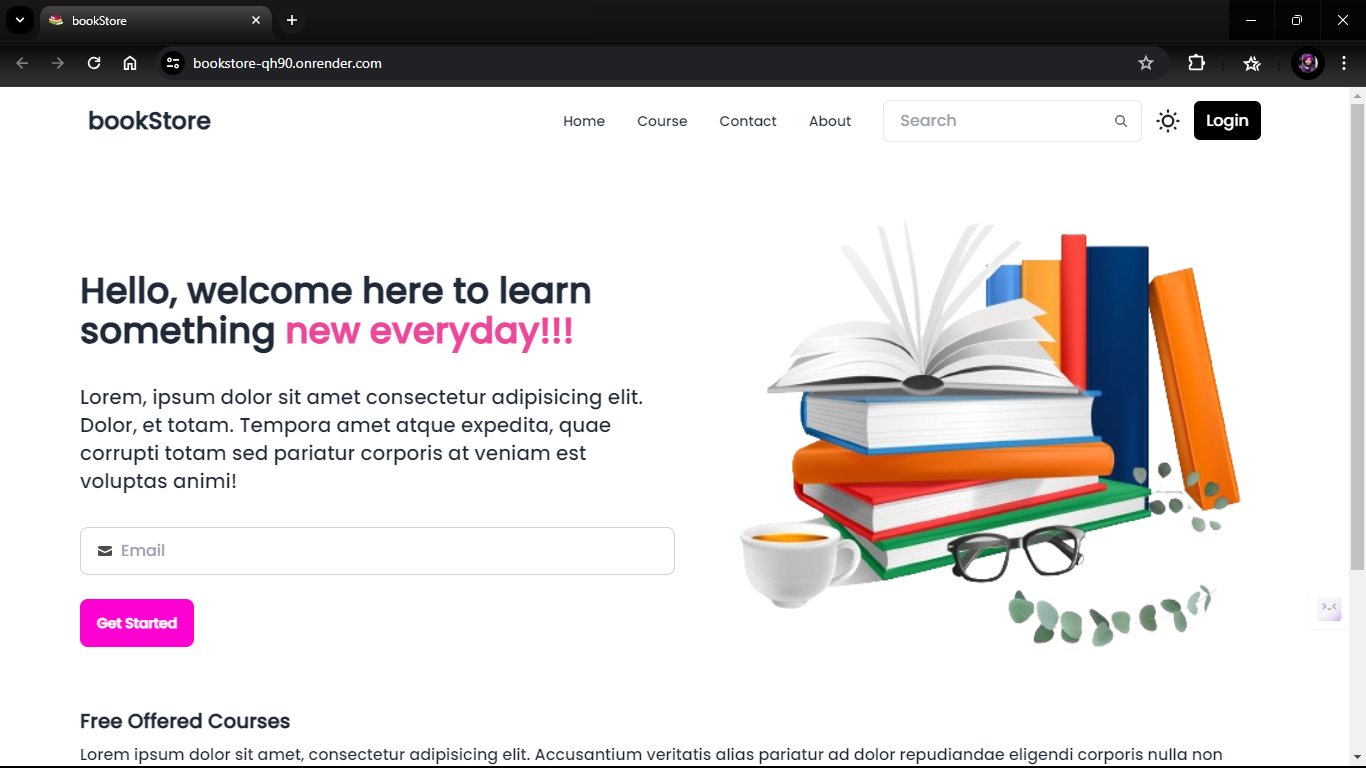 bookStore
bookstore-qh90.onrender.com
bookStore
Home Course Contact About Search Login
Hello, welcome here to learn
something new everyday!!!
Lorem, ipsum dolor sit amet consectetur adipisicing elit.
Dolor, et totam. Tempora amet atque expedita, quae
corrupti totam sed pariatur corporis at veniam est
voluptas animi!
Email
Get Started
Free Offered Courses
Lorem ipsum dolor sit amet, consectetur adipisicing elit. Accusantium veritatis alias pariatur ad dolor repudiandae eligendi corporis nulla non